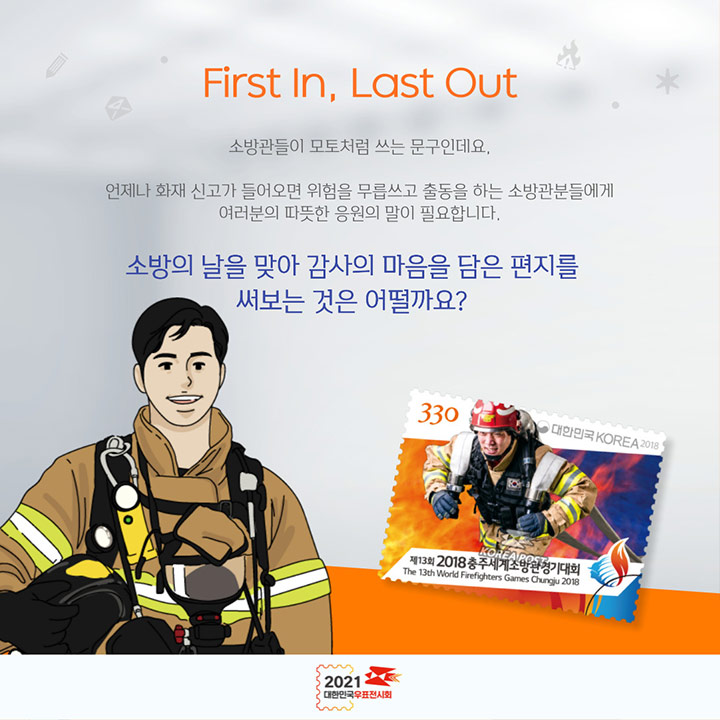 First In, Last Out
소방관들이 모토처럼 쓰는 문구인데요,
언제나 화재 신고가 들어오면 위험을 무릅쓰고 출동을 하는 소방관분들에게
여러분의 따뜻한 응원의 말이 필요합니다.
소방의 날을 맞아 감사의 마음을 담은 편지를
써보는 것은 어떨까요?
330
대한민국 KOREA 2018
KOREA POST
제13회 2018충주세계소방관경기대회
The 13th World Firefighters Games Chungju 2018
2021
대한민국우표전시회